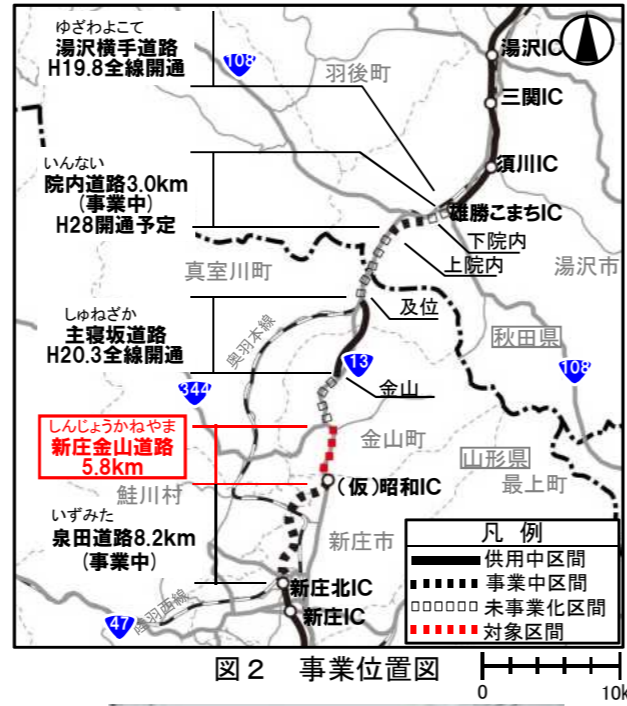 ゆざわよこて
湯沢横手道路
H19.8全線開通
108
羽後町
湯沢IC
三関IC
須川IC
いんない
院内道路3.0km
(事業中)
H28開通予定
雄勝こまちIC
下院内
上院内
湯沢市
真室川町
及位
しゅねざか
主寝坂道路
H20.3全線開通
奥羽本線
13
秋田県
108
344
金山
しんじょうかねやま
新庄金山道路
5.8km
金山町
山形県
最上町
鮭川村
(仮)昭和IC
いずみた
泉田道路8.2km
(事業中)
新庄市
新庄北IC
新庄IC
陸羽西線
47
凡 例
供用中区間
事業中区間
未事業化区間
対象区間
図2 事業位置図
0 10k